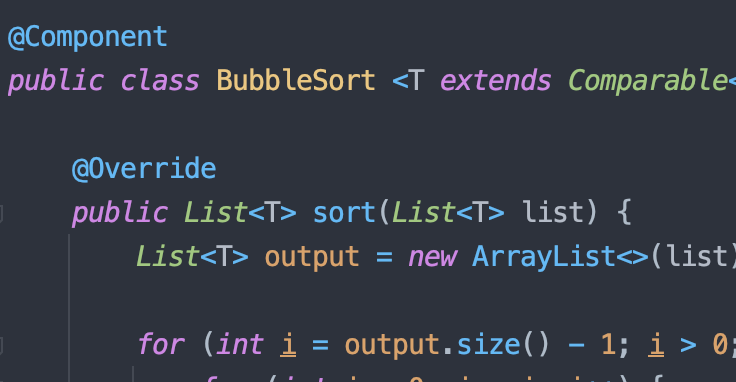 @Component
public class BubbleSort <T extends Comparable<
@Override
public List<T> sort(List<T> list) {
List<T> output = new ArrayList<>(list)
for (int i = output.size() - 1; i > 0;